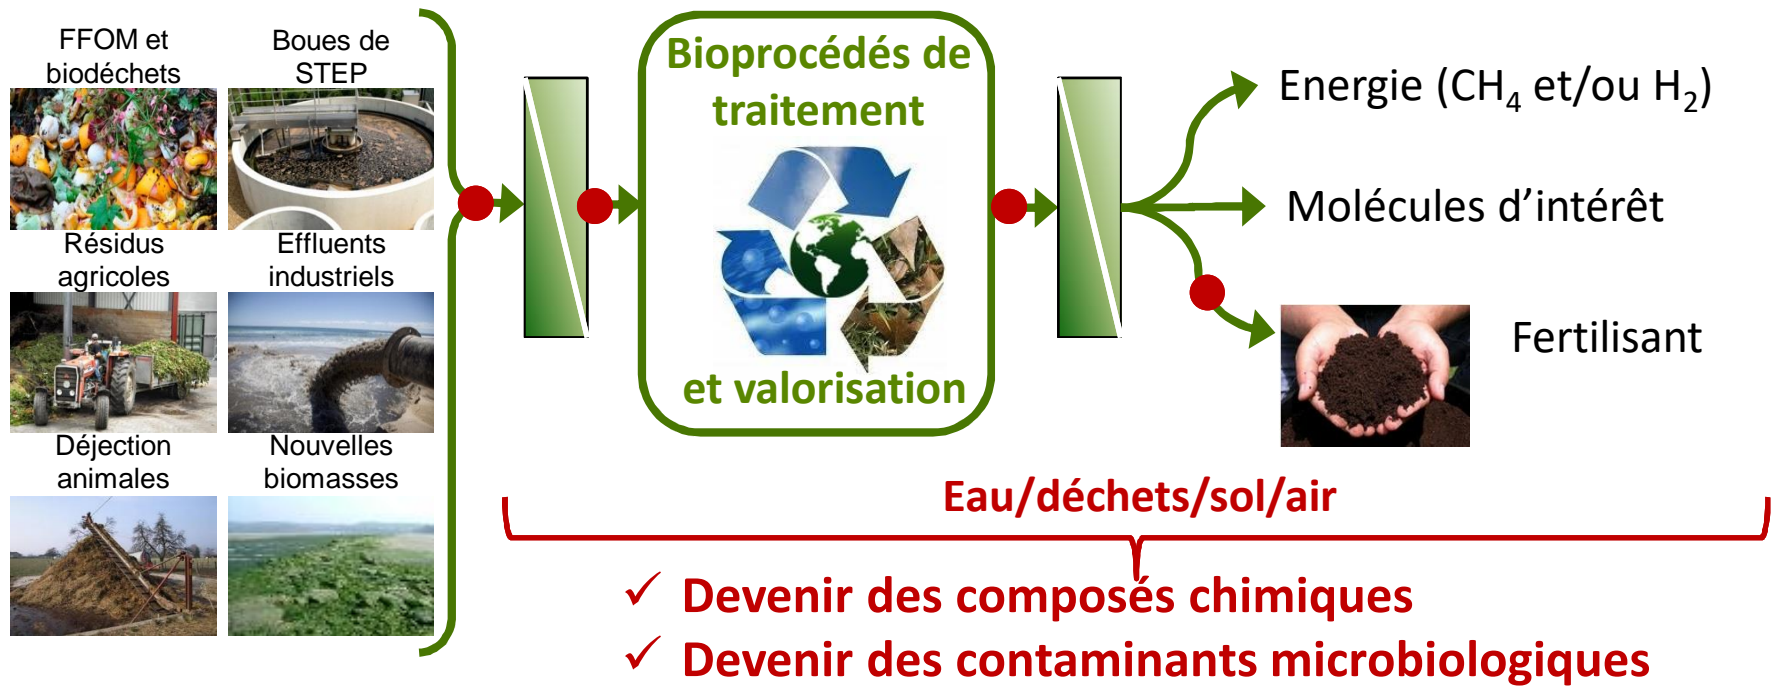 FFOM et
biodéchets
Boues de
STEP
Résidus
agricoles
Effluents
industriels
Déjection
animales
Nouvelles
biomasses
Bioprocédés de
traitement
et valorisation
Energie (CH₄ et/ou H₂)
Molécules d'intérêt
Fertilisant
Eau/déchets/sol/air
✓ Devenir des composés chimiques
✓ Devenir des contaminants microbiologiques